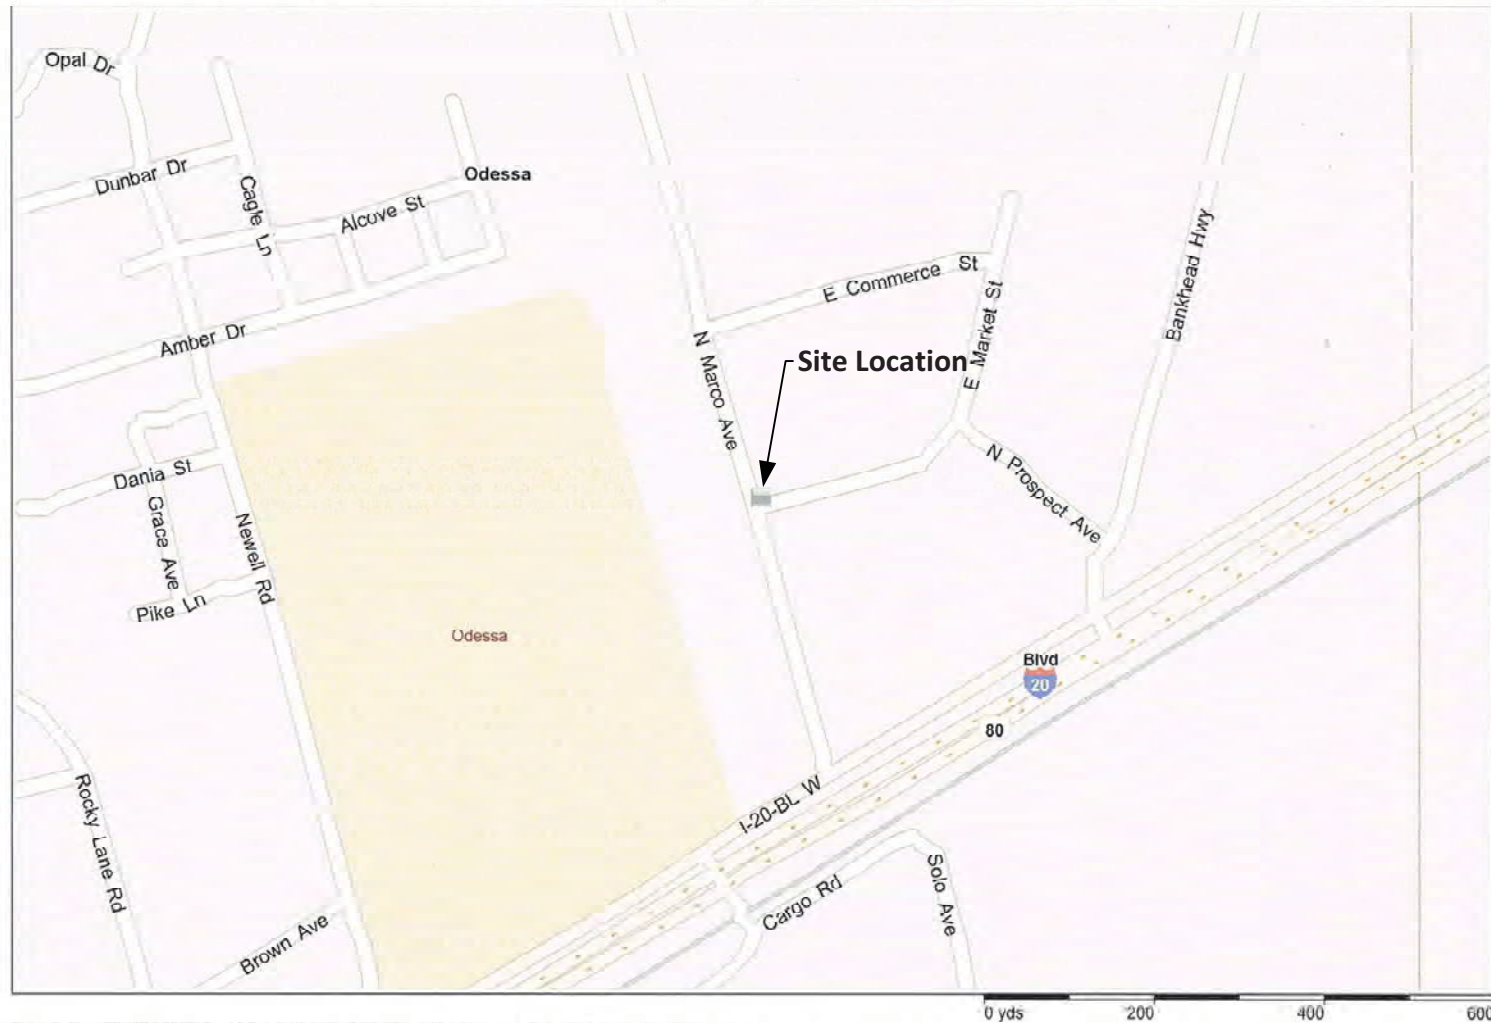 Opal Dr
Dunbar Dr
Cagle Ln
Alcove St
Odessa
E Commerce St
Bankhead Hwy
E Market St
Amber Dr
N Marco Ave
Site Location
Dania St
Grace Ave
Newell Rd
N Prospect Ave
Pike Ln
Odessa
Blvd
20
80
Rocky Lane Rd
I-20-BL W
Cargo Rd
Solo Ave
Brown Ave
0 yds 200 400 600